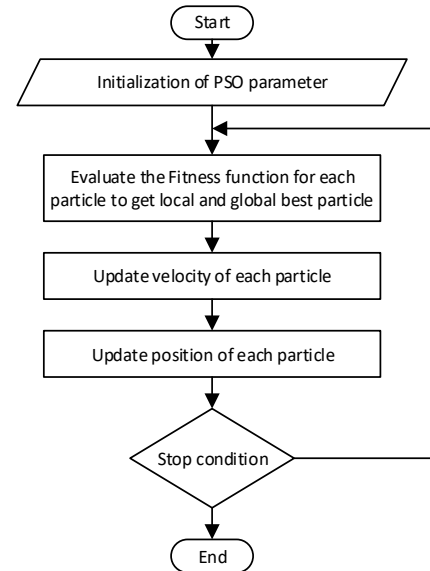 Start
Initialization of PSO parameter
Evaluate the Fitness function for each
particle to get local and global best particle
Update velocity of each particle
Update position of each particle
Stop condition
End